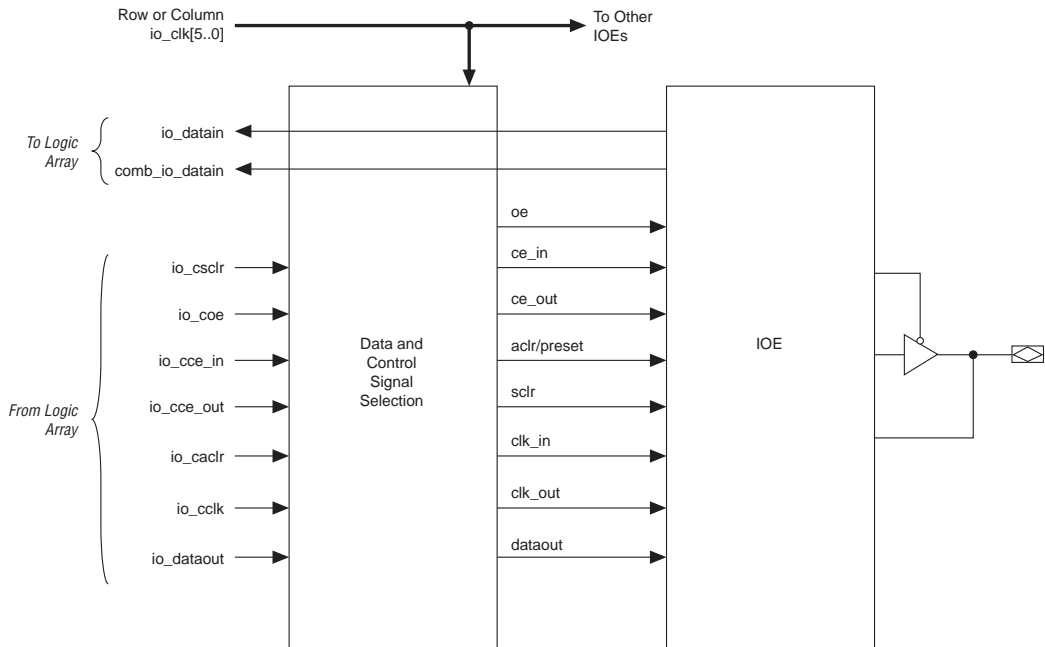 Row or Column
io_clk[5..0]
To Other
IOEs
To Logic
Array
io_datain
comb_io_datain
oe
ce_in
ce_out
aclr/preset
sclr
clk_in
clk_out
dataout
From Logic
Array
io_csclr
io_coe
io_cce_in
io_cce_out
io_caclr
io_cclk
io_dataout
Data and
Control
Signal
Selection
IOE